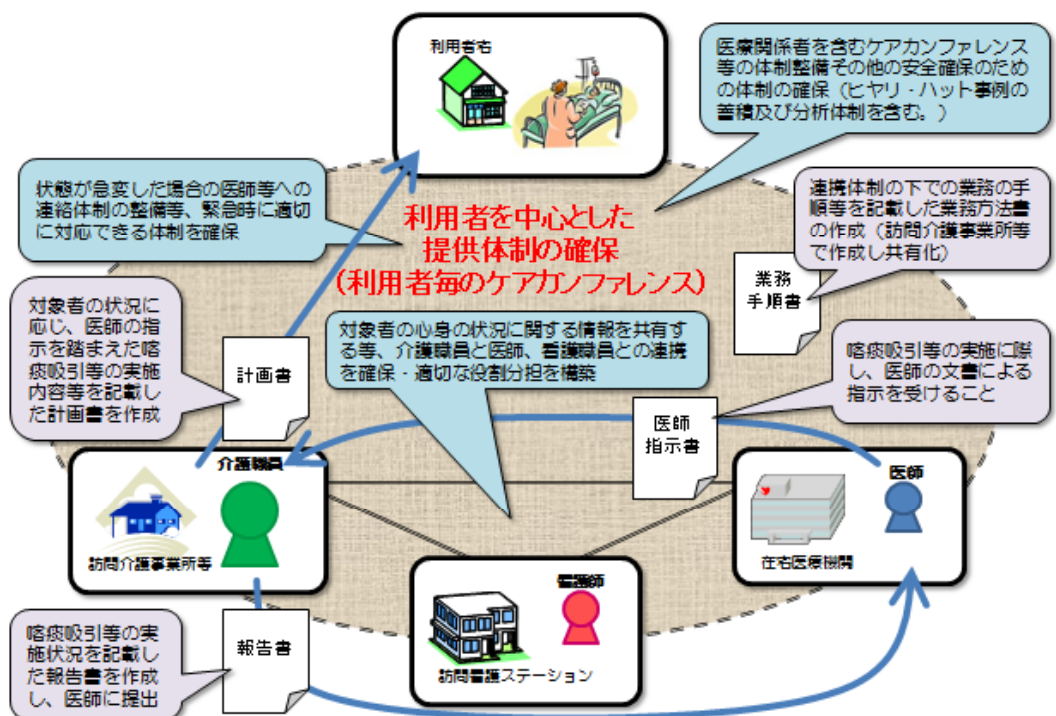 利用者宅
医療関係者を含むケアカンファレンス
等の体制整備その他の安全確保のため
の体制の確保（ヒヤリ・ハット事例の
蓄積及び分析体制を含む。）
状態が急変した場合の医師等への
連絡体制の整備等、緊急時に適切
に対応できる体制を確保
利用者を中心とした
提供体制の確保
（利用者毎のケアカンファレンス）
連携体制の下での業務の手
順等を記載した業務方法書
の作成（訪問介護事業所等
で作成し共有化）
業務
手順書
対象者の状況に
応じ、医師の指
示を踏まえた喀
痰吸引等の実施
内容等を記載し
た計画書を作成
計画書
対象者の心身の状況に関する情報を共有す
る等、介護職員と医師、看護職員との連携
を確保・適切な役割分担を構築
喀痰吸引等の実施に際
し、医師の文書による
指示を受けること
医師
指示書
介護職員
訪問介護事業所等
医師
在宅医療機関
看護師
訪問看護ステーション
喀痰吸引等の実
施状況を記載し
た報告書を作成
し、医師に提出
報告書